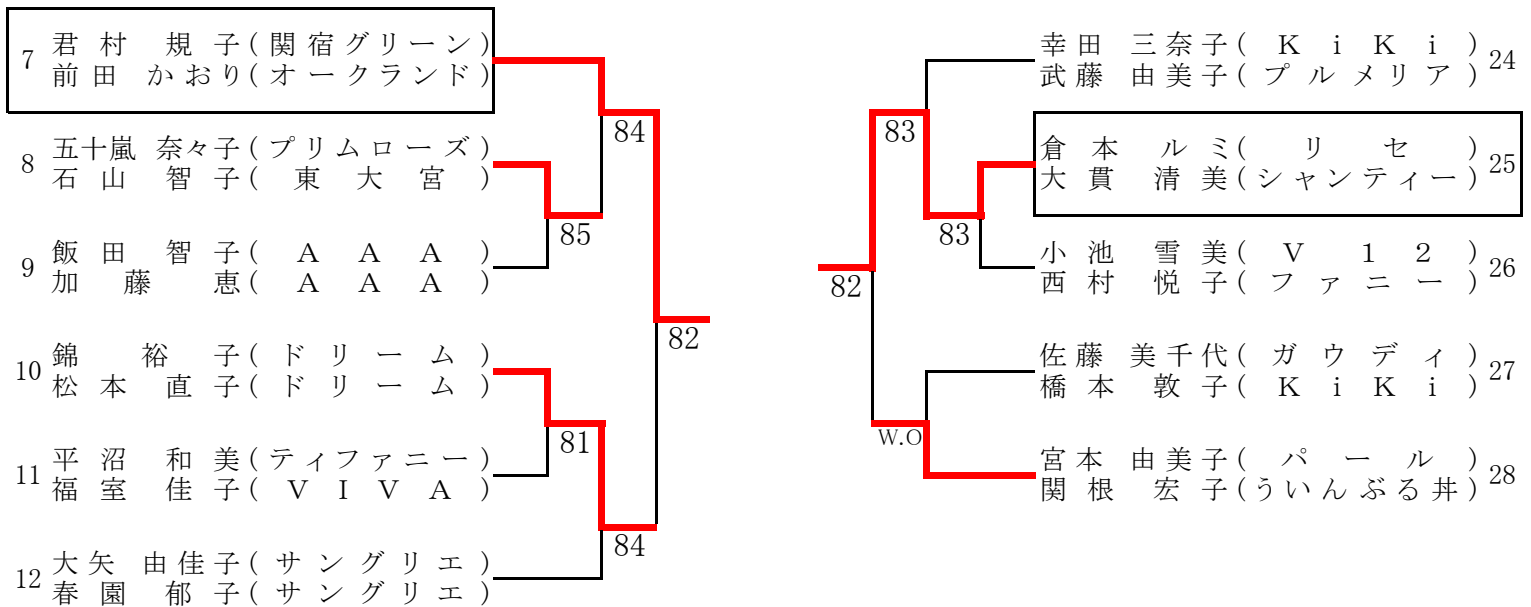 7
君村 規子(関宿グリーン)
前田 かおり(オークランド)
84
8
五十嵐 奈々子(プリムローズ)
石山 智子(東大宮)
85
9
飯田 智子(AAA)
加藤 恵(AAA)
82
10
錦 裕子(ドリーム)
松本 直子(ドリーム)
81
11
平沼 和美(ティファニー)
福室 佳子(VIVA)
84
12
大矢 由佳子(サングリエ)
春園 郁子(サングリエ)
幸田 三奈子(KiKi)
武藤 由美子(プルメリア)
24
83
倉本 ルミ(リセ)
大貫 清美(シャンティー)
25
83
小池 雪美(V12)
西村 悦子(ファニー)
26
82
佐藤 美千代(ガウディ)
橋本 敦子(KiKi)
27
W.O
宮本 由美子(パール)
関根 宏子(ういんぶる丼)
28